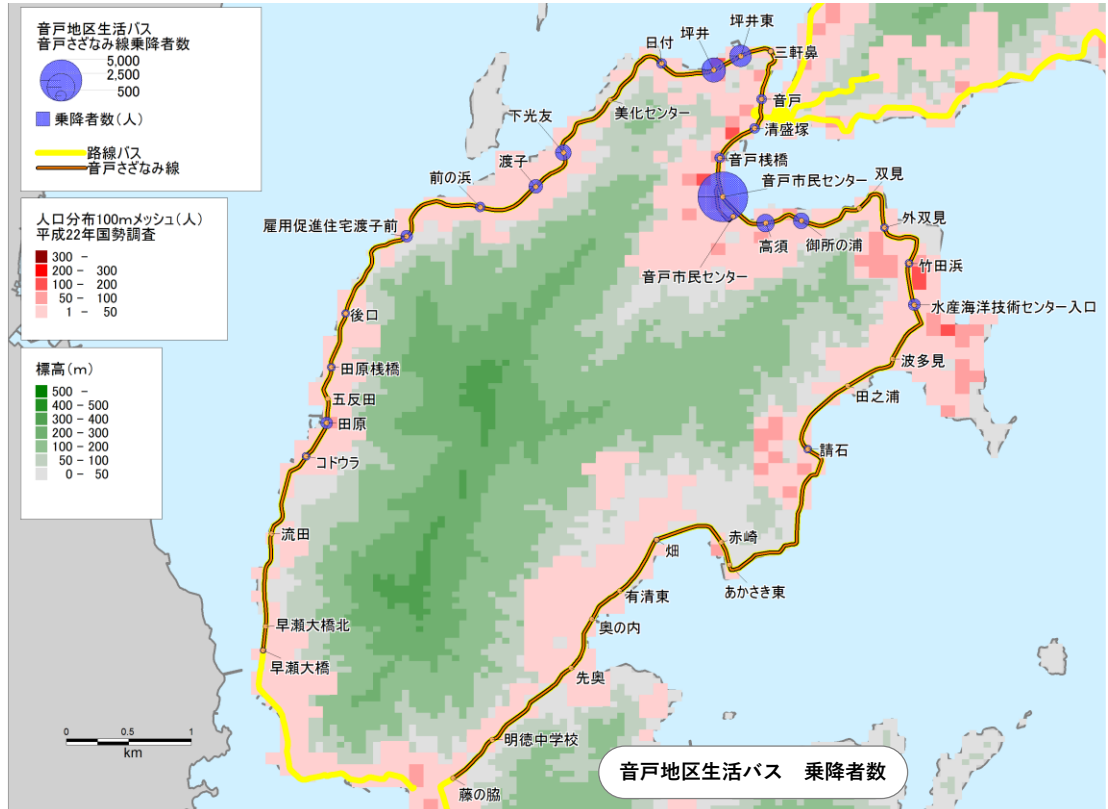 音戸地区生活バス
音戸さざなみ線乗降者数
5,000
2,500
500
乗降者数(人)
路線バス
音戸さざなみ線
人口分布100mメッシュ(人)
平成22年国勢調査
300 -
200 - 300
100 - 200
50 - 100
1 - 50
標高(m)
500 -
400 - 500
300 - 400
200 - 300
100 - 200
50 - 100
0 - 50
坪井東
坪井
日付
三軒鼻
音戸
美化センター
下光友
清盛塚
渡子
音戸桟橋
前の浜
音戸市民センター
双見
雇用促進住宅渡子前
外双見
高須
御所の浦
音戸市民センター
竹田浜
水産海洋技術センター入口
後口
波多見
田原桟橋
田之浦
五反田
田原
請石
コドウラ
流田
赤崎
畑
あかさき東
有清東
奥の内
早瀬大橋北
早瀬大橋
先奥
明徳中学校
藤の脇
0 0.5 1
km
音戸地区生活バス 乗降者数